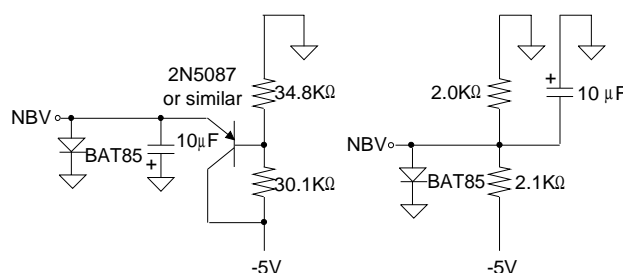 2N5087
or similar
34.8KΩ
NBV
BAT85
10μF
+
30.1KΩ
-5V
2.0KΩ
+
10 μF
NBV
BAT85
2.1KΩ
-5V